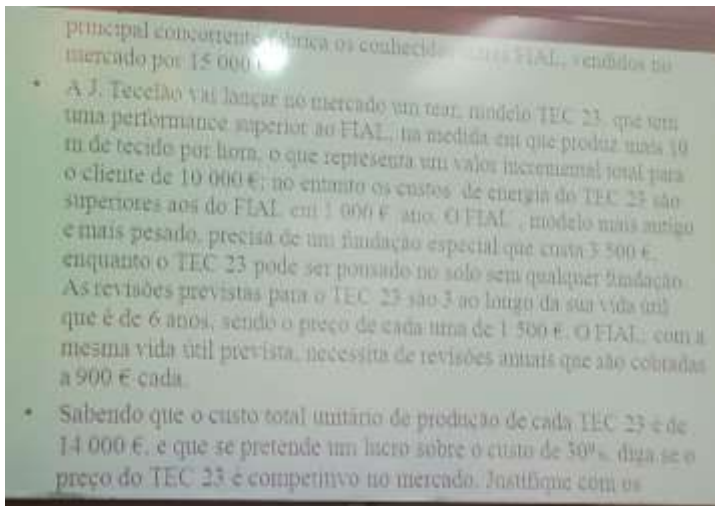 principal concorrente fabrica os conhecidos FIAL, vendidos no
mercado por 15 000
• A J. Tecelão vai lançar no mercado um tear, modelo TEC 23, que tem
uma performance superior ao FIAL, na medida em que produz mais 10
m de tecido por hora, o que representa um valor incremental total para
o cliente de 10 000 €; no entanto os custos de energia do TEC 23 são
superiores aos do FIAL em 1 000 € ano. O FIAL, modelo mais antigo
e mais pesado, precisa de um fundação especial que custa 3 500 €,
enquanto o TEC 23 pode ser pousado no solo sem qualquer fundação.
As revisões previstas para o TEC 23 são 3 ao longo da sua vida útil
que é de 6 anos, sendo o preço de cada uma de 1 500 €. O FIAL, com a
mesma vida útil prevista, necessita de revisões anuais que são cobradas
a 900 € cada.
• Sabendo que o custo total unitário de produção de cada TEC 23 é de
14 000 €, e que se pretende um lucro sobre o custo de 30%, diga se o
preço do TEC 23 é competitivo no mercado. Justifique com os